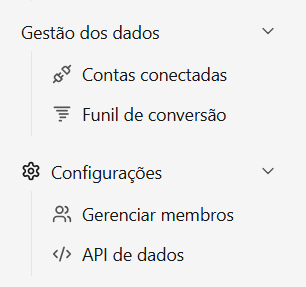 Gestão dos dados
Contas conectadas
Funil de conversão
Configurações
Gerenciar membros
API de dados